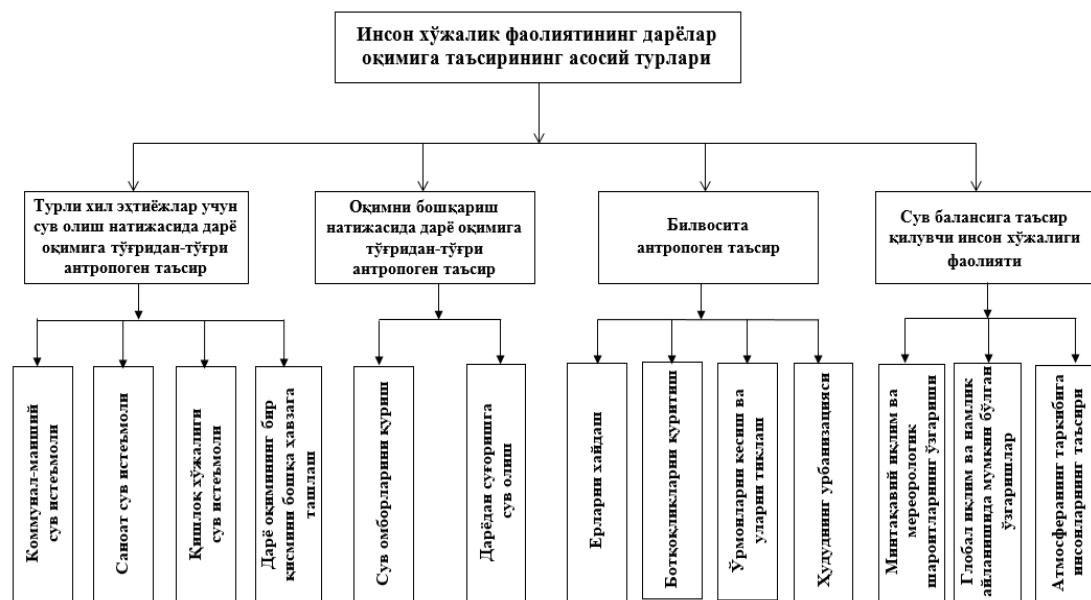 Инсон хўжалик фаолиятининг дарёлар
оқимига таъсирининг асосий турлари
Турли хил эҳтиёжлар учун
сув олиш натижасида дарё
оқимига тўғридан-тўғри
антропоген таъсир
Оқимни бошқариш
натижасида дарё оқимига
тўғридан-тўғри
антропоген таъсир
Билвосита
антропоген таъсир
Сув балансига таъсир
қилувчи инсон хўжалиги
фаолияти
Коммунал-маиший
сув истеъмоли
Саноат сув истеъмоли
Қишлоқ хўжалиги
сув истеъмоли
Дарё оқимининг бир
қисмини бошқа ҳавзага
ташлаш
Сув омборларини қуриш
Дарёдан суғоришга
сув олиш
Ерларни хайдаш
Ботқоқликларни қуритиш
Ўрмонларни кесиш ва
уларни тиклаш
Ҳудуднинг урбанизацияси
Минтақавий иқлим ва
мереорологик
шароитларнинг ўзгариши
Глобал иқлим ва намлик
айланишида мумкин бўлган
ўзгаришлар
Атмосферанинг таркибига
инсонларнинг таъсири